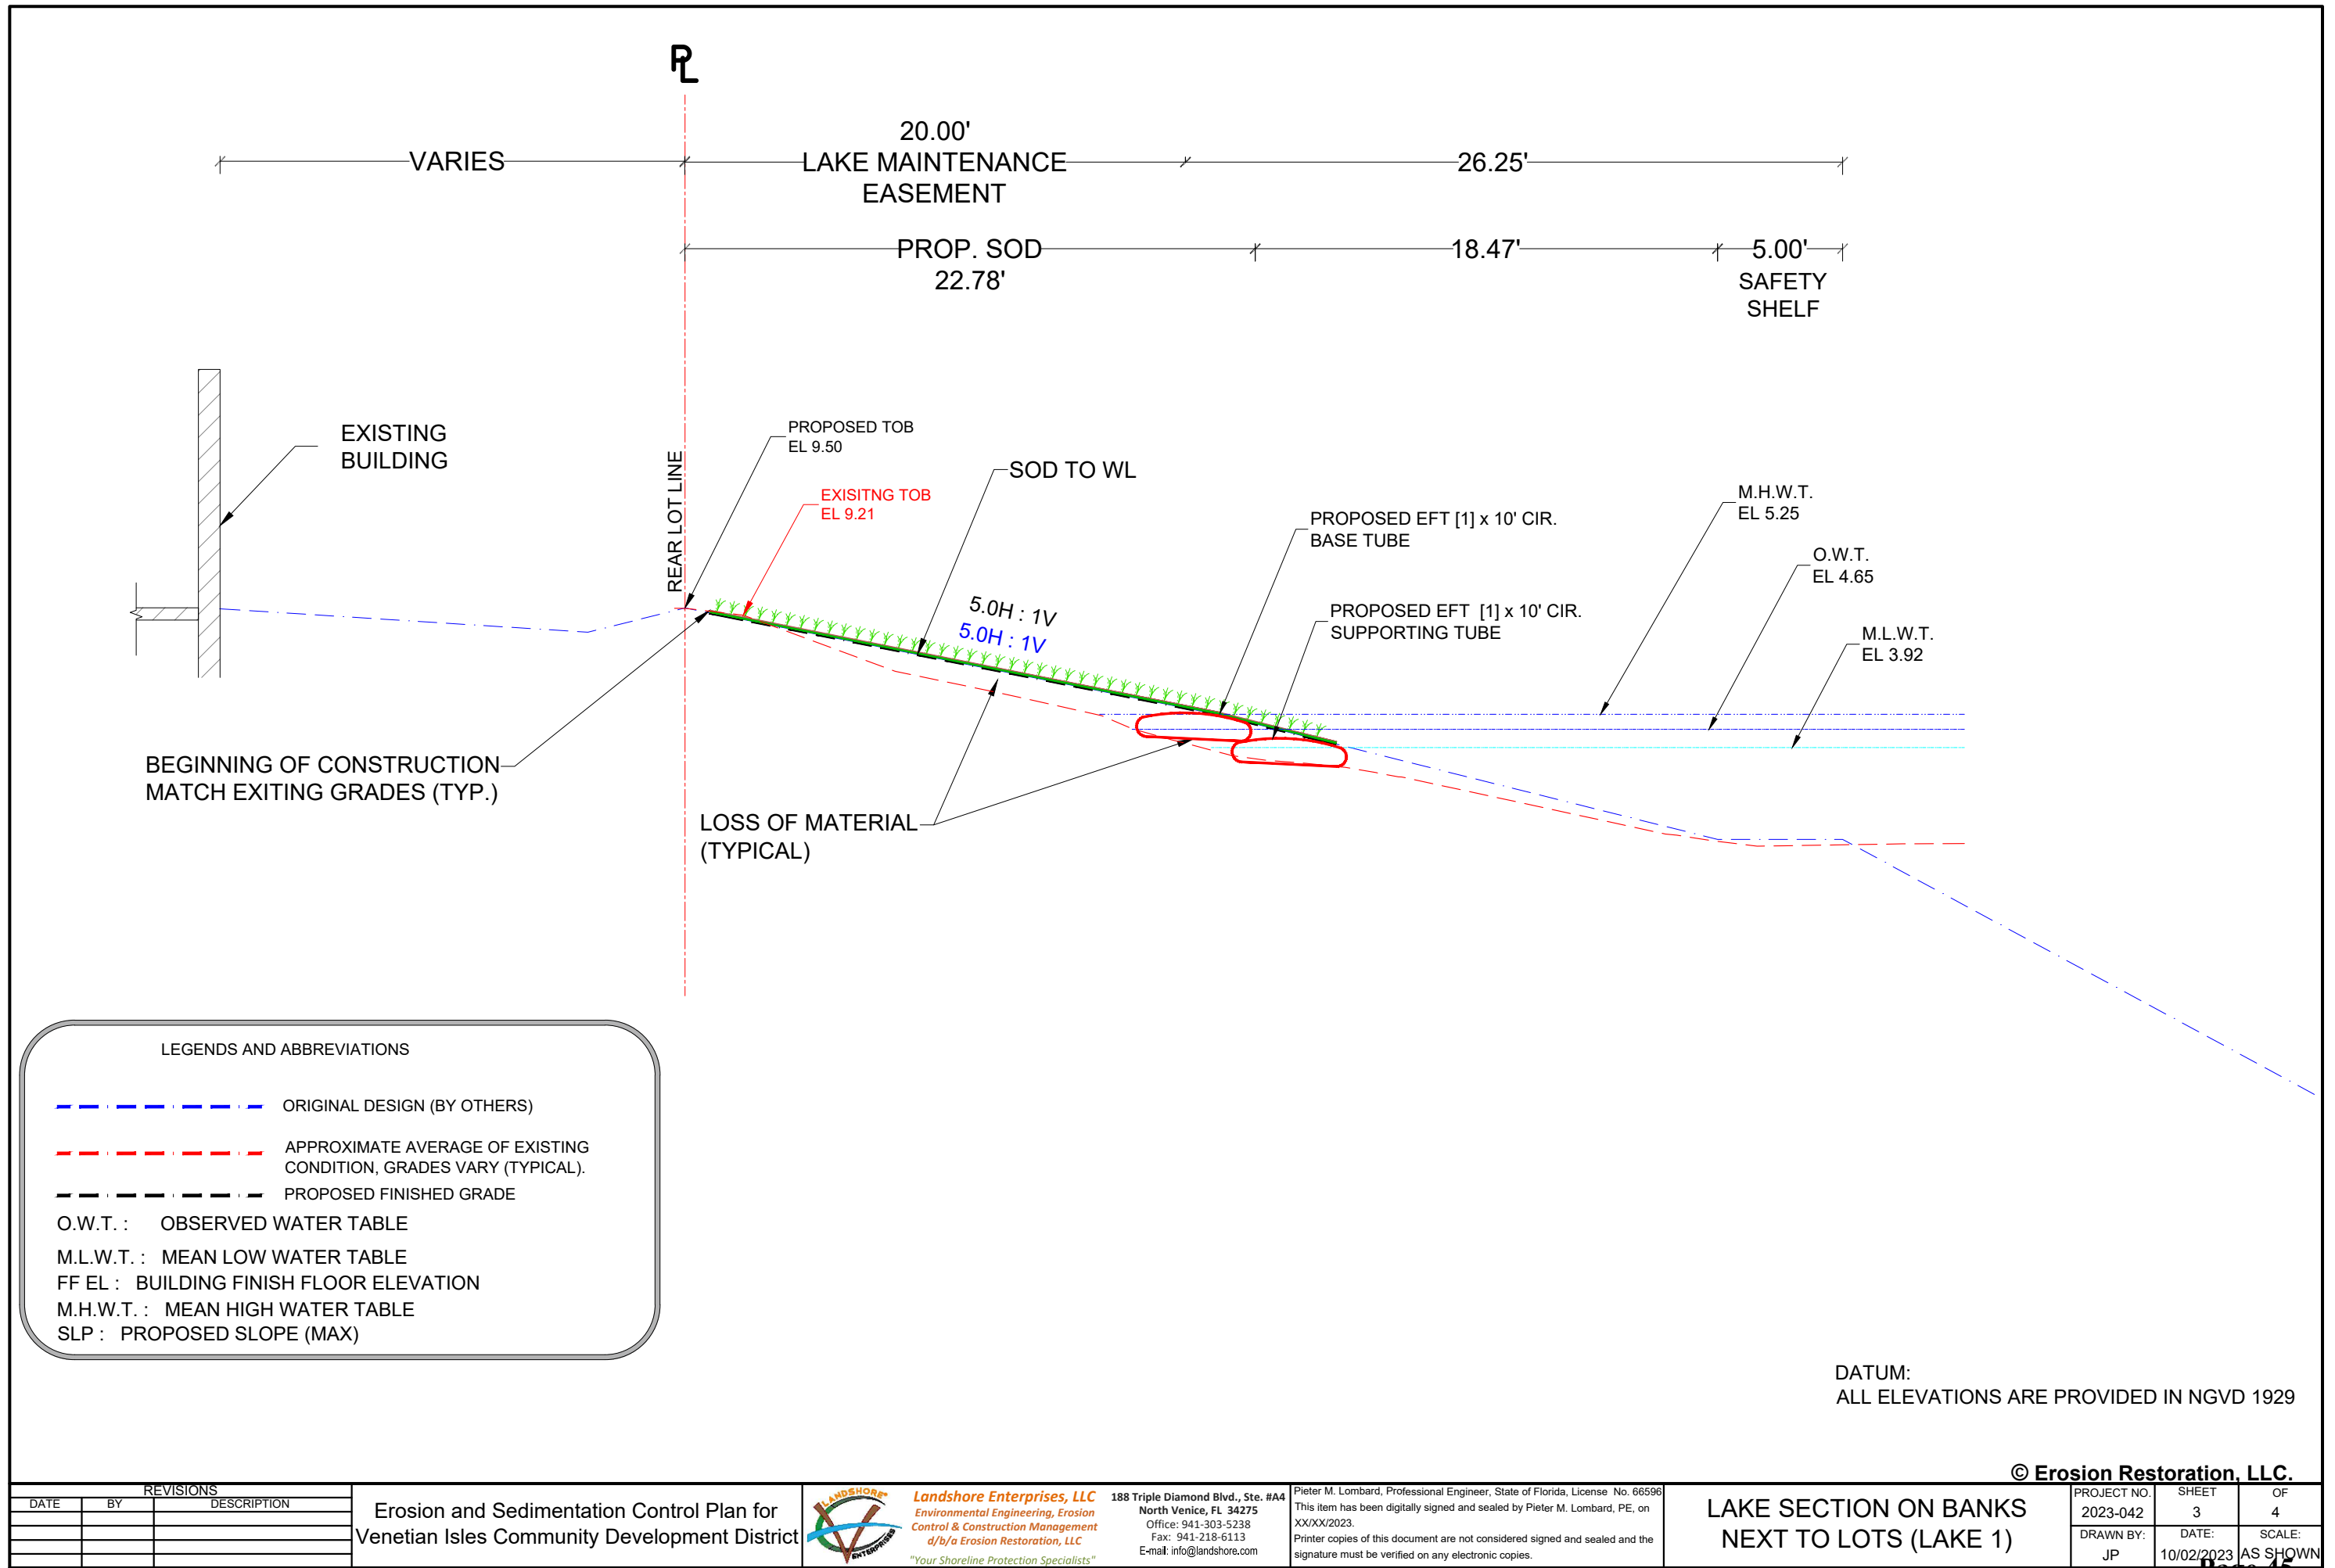 PL
20.00'
VARIES
LAKE MAINTENANCE
EASEMENT
26.25'
PROP. SOD
22.78'
18.47'
5.00'
SAFETY
SHELF
EXISTING
BUILDING
REAR LOT LINE
PROPOSED TOB
EL 9.50
EXISITNG TOB
EL 9.21
SOD TO WL
5.0H : 1V
5.0H : 1V
PROPOSED EFT [1] x 10' CIR.
BASE TUBE
PROPOSED EFT [1] x 10' CIR.
SUPPORTING TUBE
M.H.W.T.
EL 5.25
O.W.T.
EL 4.65
M.L.W.T.
EL 3.92
BEGINNING OF CONSTRUCTION
MATCH EXITING GRADES (TYP.)
LOSS OF MATERIAL
(TYPICAL)
LEGENDS AND ABBREVIATIONS
ORIGINAL DESIGN (BY OTHERS)
APPROXIMATE AVERAGE OF EXISTING
CONDITION, GRADES VARY (TYPICAL).
PROPOSED FINISHED GRADE
O.W.T. : OBSERVED WATER TABLE
M.L.W.T. : MEAN LOW WATER TABLE
FF EL : BUILDING FINISH FLOOR ELEVATION
M.H.W.T. : MEAN HIGH WATER TABLE
SLP : PROPOSED SLOPE (MAX)
DATUM:
ALL ELEVATIONS ARE PROVIDED IN NGVD 1929
© Erosion Restoration, LLC.
REVISIONS
DATE BY DESCRIPTION
Erosion and Sedimentation Control Plan for
Venetian Isles Community Development District
LANDSHORE®
ENTERPRISES
Landshore Enterprises, LLC
Environmental Engineering, Erosion
Control & Construction Management
d/b/a Erosion Restoration, LLC
"Your Shoreline Protection Specialists"
188 Triple Diamond Blvd., Ste. #A4
North Venice, FL 34275
Office: 941-303-5238
Fax: 941-218-6113
E-mail: info@landshore.com
Pieter M. Lombard, Professional Engineer, State of Florida, License No. 66596
This item has been digitally signed and sealed by Pieter M. Lombard, PE, on
XX/XX/2023.
Printer copies of this document are not considered signed and sealed and the
signature must be verified on any electronic copies.
LAKE SECTION ON BANKS
NEXT TO LOTS (LAKE 1)
PROJECT NO. SHEET OF
2023-042 3 4
DRAWN BY: DATE: SCALE:
JP 10/02/2023 AS SHOWN
Page 45